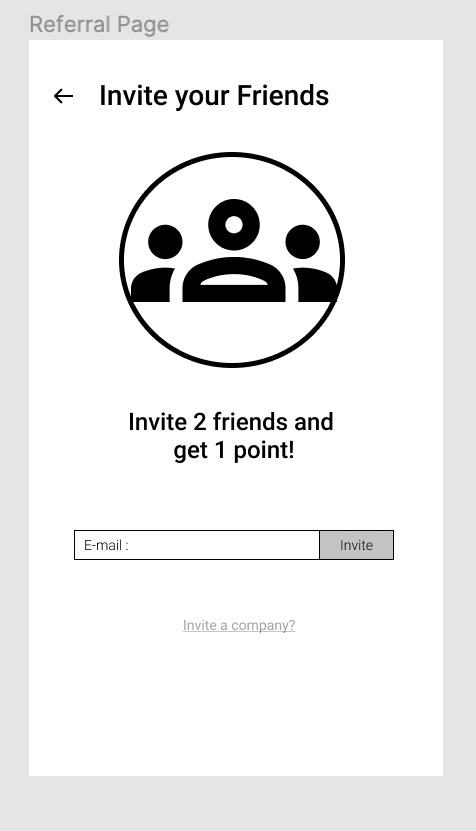 Referral Page
Invite your Friends
Invite 2 friends and
get 1 point!
E-mail :
Invite
Invite a company?